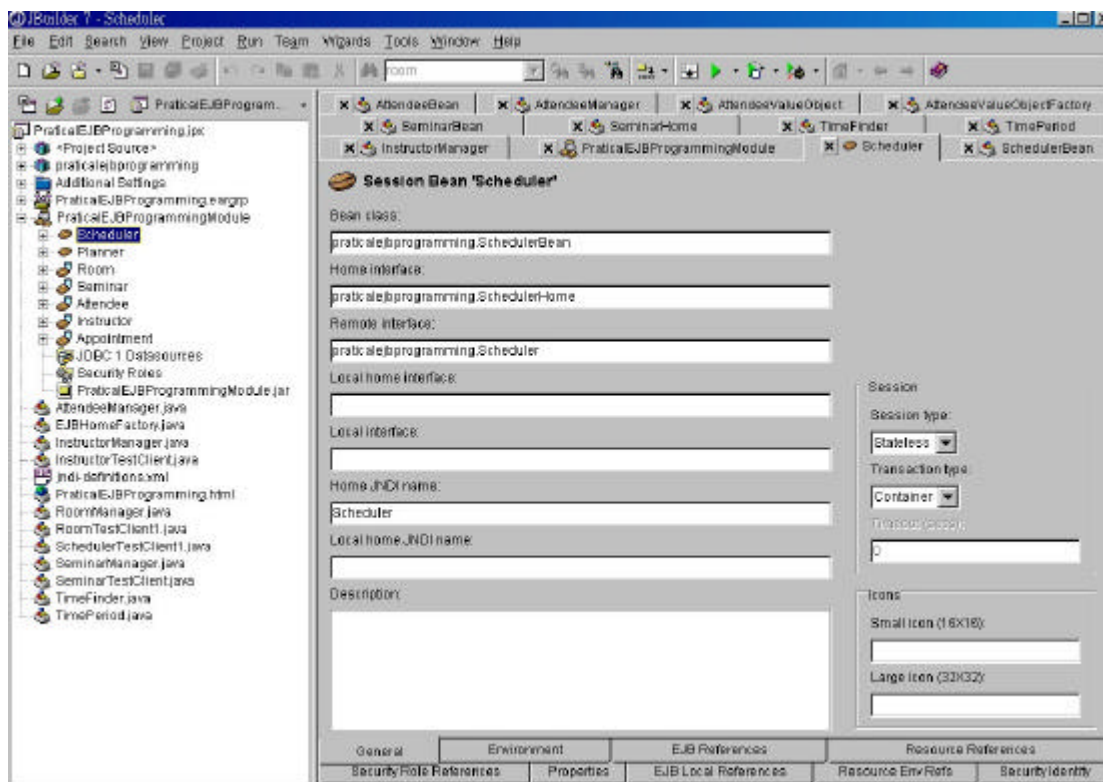 JBuilder 7 - Scheduler
File Edit Search View Project Run Team Wizards Tools Window Help
room
PraticalEJBProgram...
AttendeeBean
AttendeeManager
AttendeeValueObject
AttendeeValueObjectFactory
SeminarBean
SeminarHome
TimeFinder
TimePeriod
InstructorManager
PraticalEJBProgrammingModule
Scheduler
SchedulerBean
PraticalEJBProgramming.jpx
<Project Source>
praticalejbprogramming
Additional Settings
PraticalEJBProgramming.eargrp
PraticalEJBProgrammingModule
Scheduler
Planner
Room
Seminar
Attendee
Instructor
Appointment
JDBC 1 Datasources
Security Roles
PraticalEJBProgrammingModule.jar
AttendeeManager.java
EJBHomeFactory.java
InstructorManager.java
InstructorTestClient.java
jndi-definitions.xml
PraticalEJBProgramming.html
RoomManager.java
RoomTestClient1.java
SchedulerTestClient1.java
SeminarManager.java
SeminarTestClient.java
TimeFinder.java
TimePeriod.java
Session Bean 'Scheduler'
Bean class:
praticalejbprogramming.SchedulerBean
Home interface:
praticalejbprogramming.SchedulerHome
Remote interface:
praticalejbprogramming.Scheduler
Local home interface:
Local interface:
Home JNDI name:
Scheduler
Local home JNDI name:
Description:
Session
Session type:
Stateless
Transaction type:
Container
0
Icons
Small icon (16X16):
Large icon (32X32):
General
Environment
EJB References
Resource References
Security Role References
Properties
EJB Local References
Resource Env Refs
Security Identity